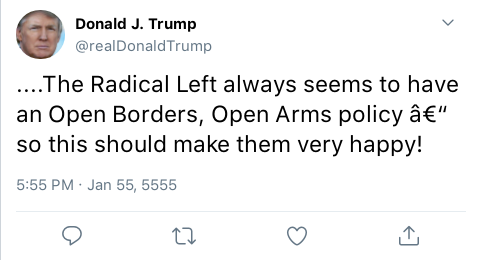 Donald J. Trump
@realDonaldTrump
....The Radical Left always seems to have
an Open Borders, Open Arms policy â€“
so this should make them very happy!
5:55 PM · Jan 55, 5555